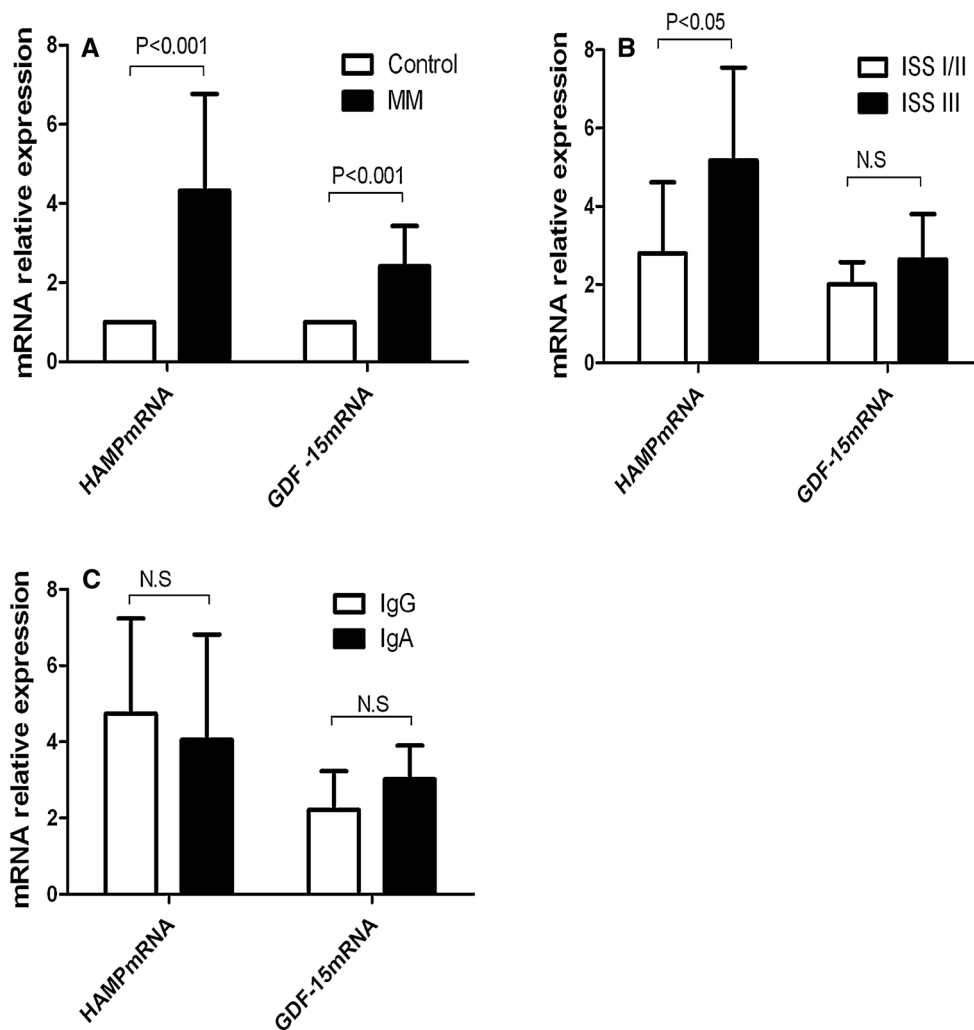 A
P<0.001
Control
MM
P<0.001
mRNA relative expression
8
6
4
2
0
HAMPmRNA
GDF -15mRNA
B
P<0.05
ISS I/II
ISS III
N.S
mRNA relative expression
8
6
4
2
0
HAMPmRNA
GDF-15mRNA
C
N.S
IgG
IgA
N.S
mRNA relative expression
8
6
4
2
0
HAMPmRNA
GDF-15mRNA